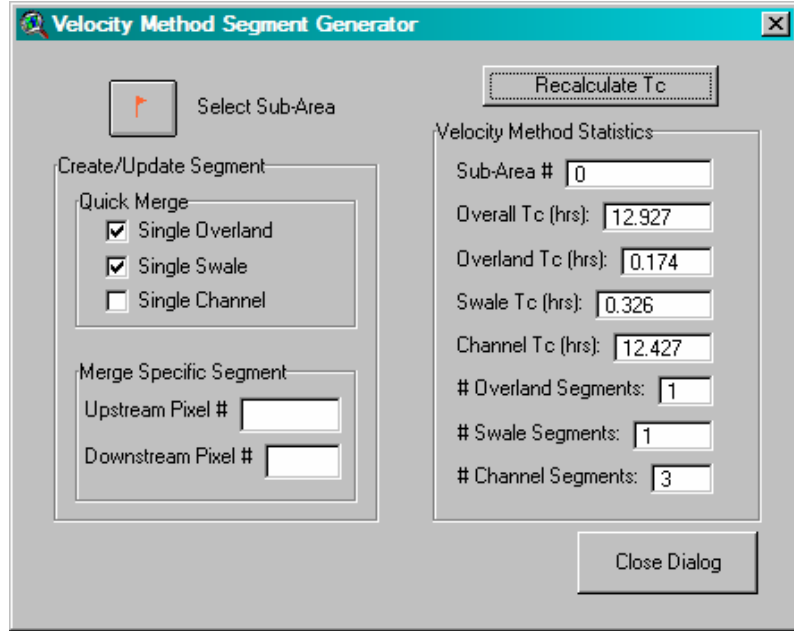 Velocity Method Segment Generator
Select Sub-Area
Create/Update Segment
Quick Merge
Single Overland
Single Swale
Single Channel
Merge Specific Segment
Upstream Pixel #
Downstream Pixel #
Recalculate Tc
Velocity Method Statistics
Sub-Area # 0
Overall Tc (hrs): 12.927
Overland Tc (hrs): 0.174
Swale Tc (hrs): 0.326
Channel Tc (hrs): 12.427
# Overland Segments: 1
# Swale Segments: 1
# Channel Segments: 3
Close Dialog